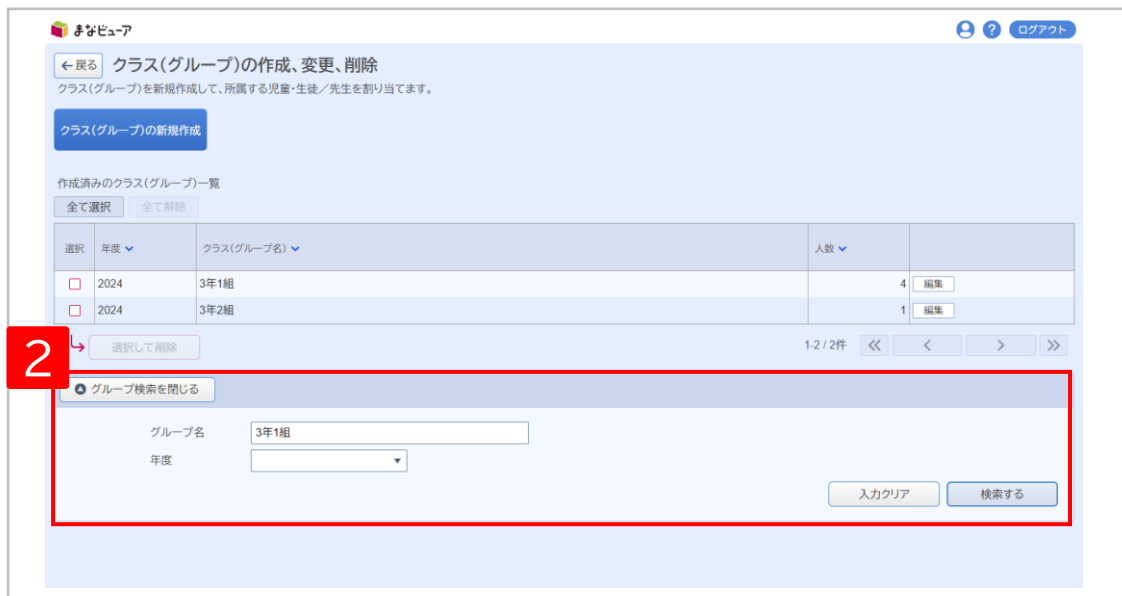 まなビューア
? ログアウト
←戻る クラス(グループ)の作成、変更、削除
クラス(グループ)を新規作成して、所属する児童・生徒／先生を割り当てます。
クラス(グループ)の新規作成
作成済みのクラス(グループ)一覧
全て選択 全て解除
選択 年度 クラス(グループ名) 人数
2024 3年1組 4 編集
2024 3年2組 1 編集
2
選択して削除 1-2 / 2件 « < > »
グループ検索を閉じる
グループ名 3年1組
年度
入力クリア 検索する